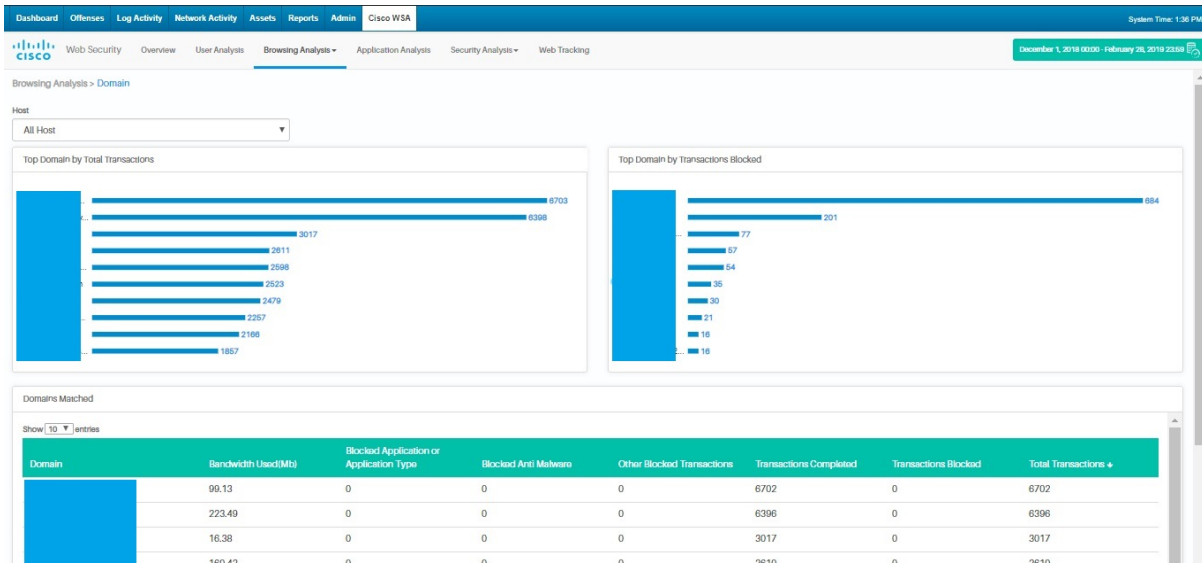 Dashboard Offenses Log Activity Network Activity Assets Reports Admin Cisco WSA System Time: 1:36 PM
CISCO Web Security Overview User Analysis Browsing Analysis Application Analysis Security Analysis Web Tracking December 1, 2018 00:00 - February 28, 2019 23:59
Browsing Analysis > Domain
Host
All Host
Top Domain by Total Transactions
6703
6398
3017
2611
2598
2523
2479
2257
2166
1857
Top Domain by Transactions Blocked
684
201
77
57
54
35
30
21
16
16
Domains Matched
Show 10 entries
Domain Bandwidth Used(Mb) Blocked Application or Application Type Blocked Anti Malware Other Blocked Transactions Transactions Completed Transactions Blocked Total Transactions
99.13 0 0 0 6702 0 6702
223.49 0 0 0 6396 0 6396
16.38 0 0 0 3017 0 3017